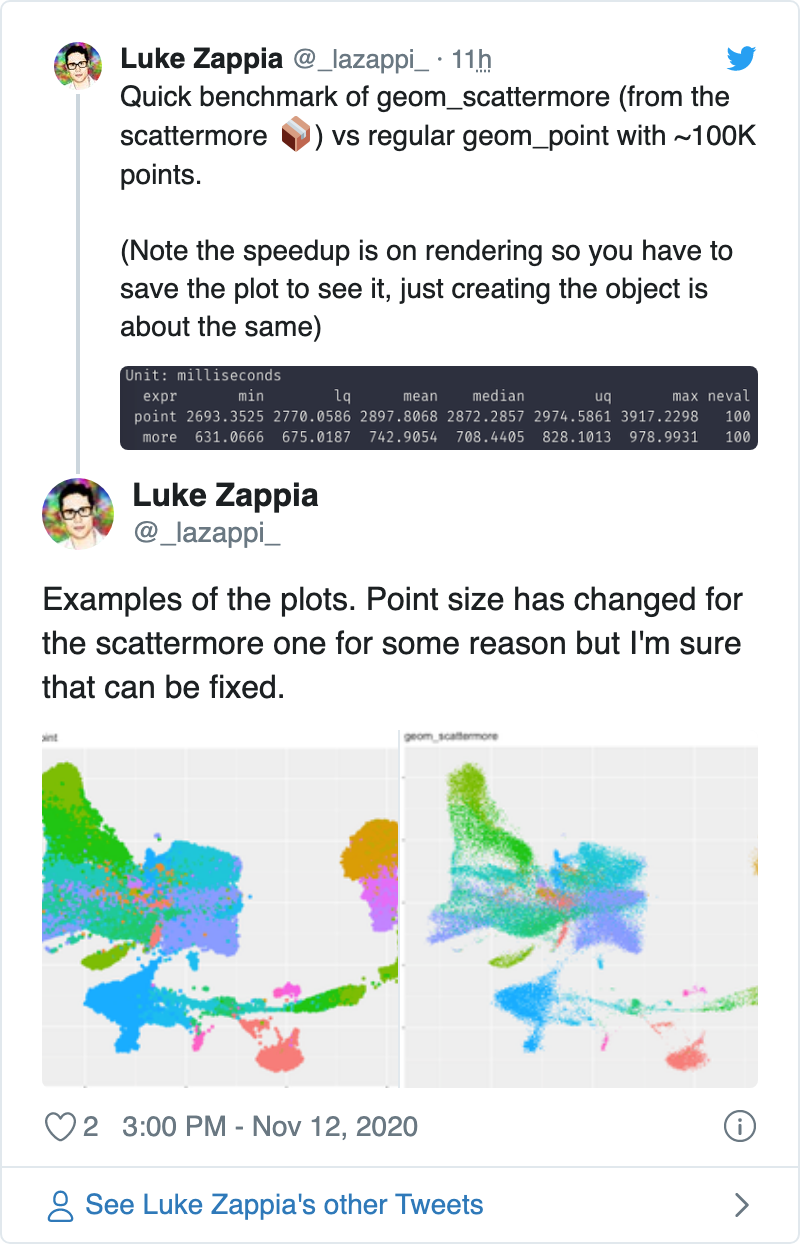 Luke Zappia @_lazappi_ · 11h
Quick benchmark of geom_scattermore (from the
scattermore 📦) vs regular geom_point with ~100K
points.
(Note the speedup is on rendering so you have to
save the plot to see it, just creating the object is
about the same)
Unit: milliseconds
expr min lq mean median uq max neval
point 2693.3525 2770.0586 2897.8068 2872.2857 2974.5861 3917.2298 100
more 631.0666 675.0187 742.9054 708.4405 828.1013 978.9931 100
Luke Zappia
@_lazappi_
Examples of the plots. Point size has changed for
the scattermore one for some reason but I'm sure
that can be fixed.
oint
geom_scattermore
2 3:00 PM - Nov 12, 2020
See Luke Zappia's other Tweets